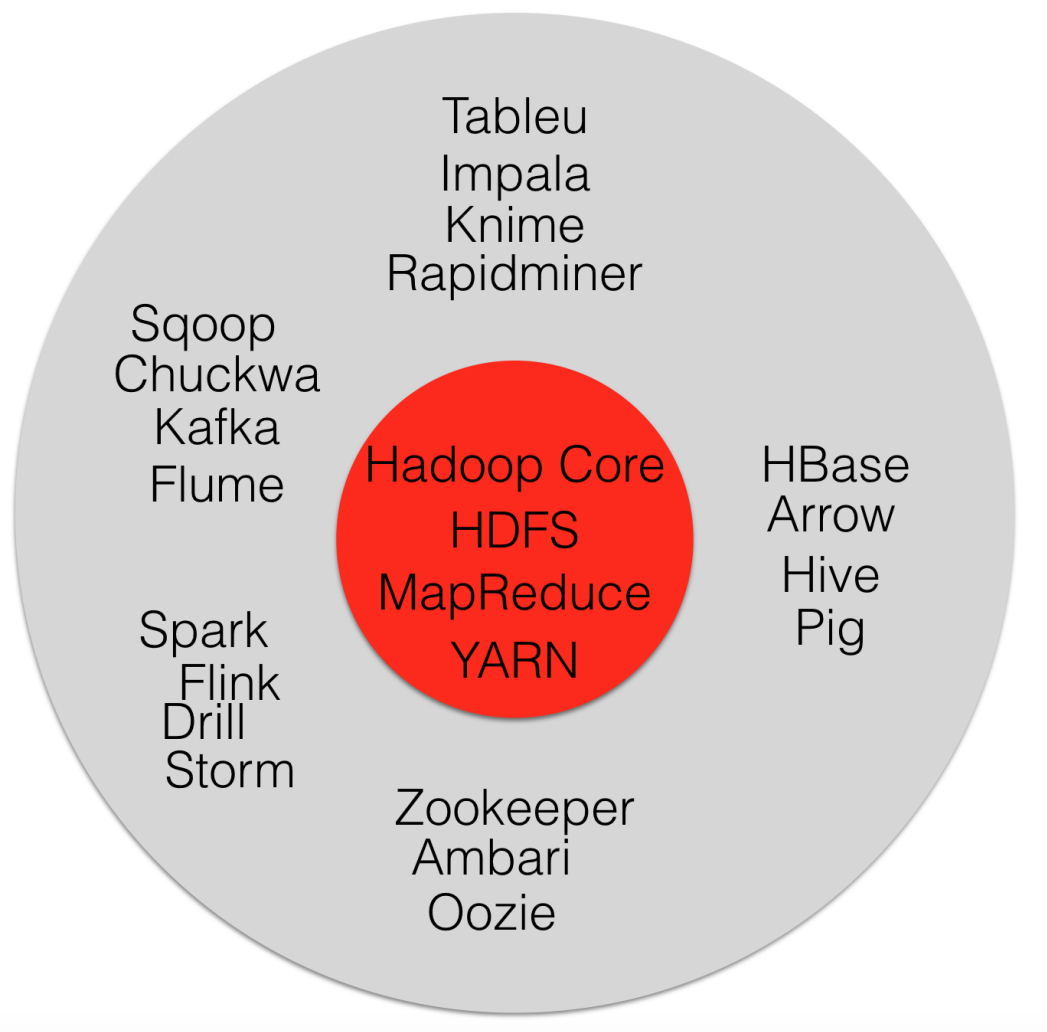 Tableu
Impala
Knime
Rapidminer
Sqoop
Chuckwa
Kafka
Flume
Hadoop Core
HDFS
MapReduce
YARN
HBase
Arrow
Hive
Pig
Spark
Flink
Drill
Storm
Zookeeper
Ambari
Oozie